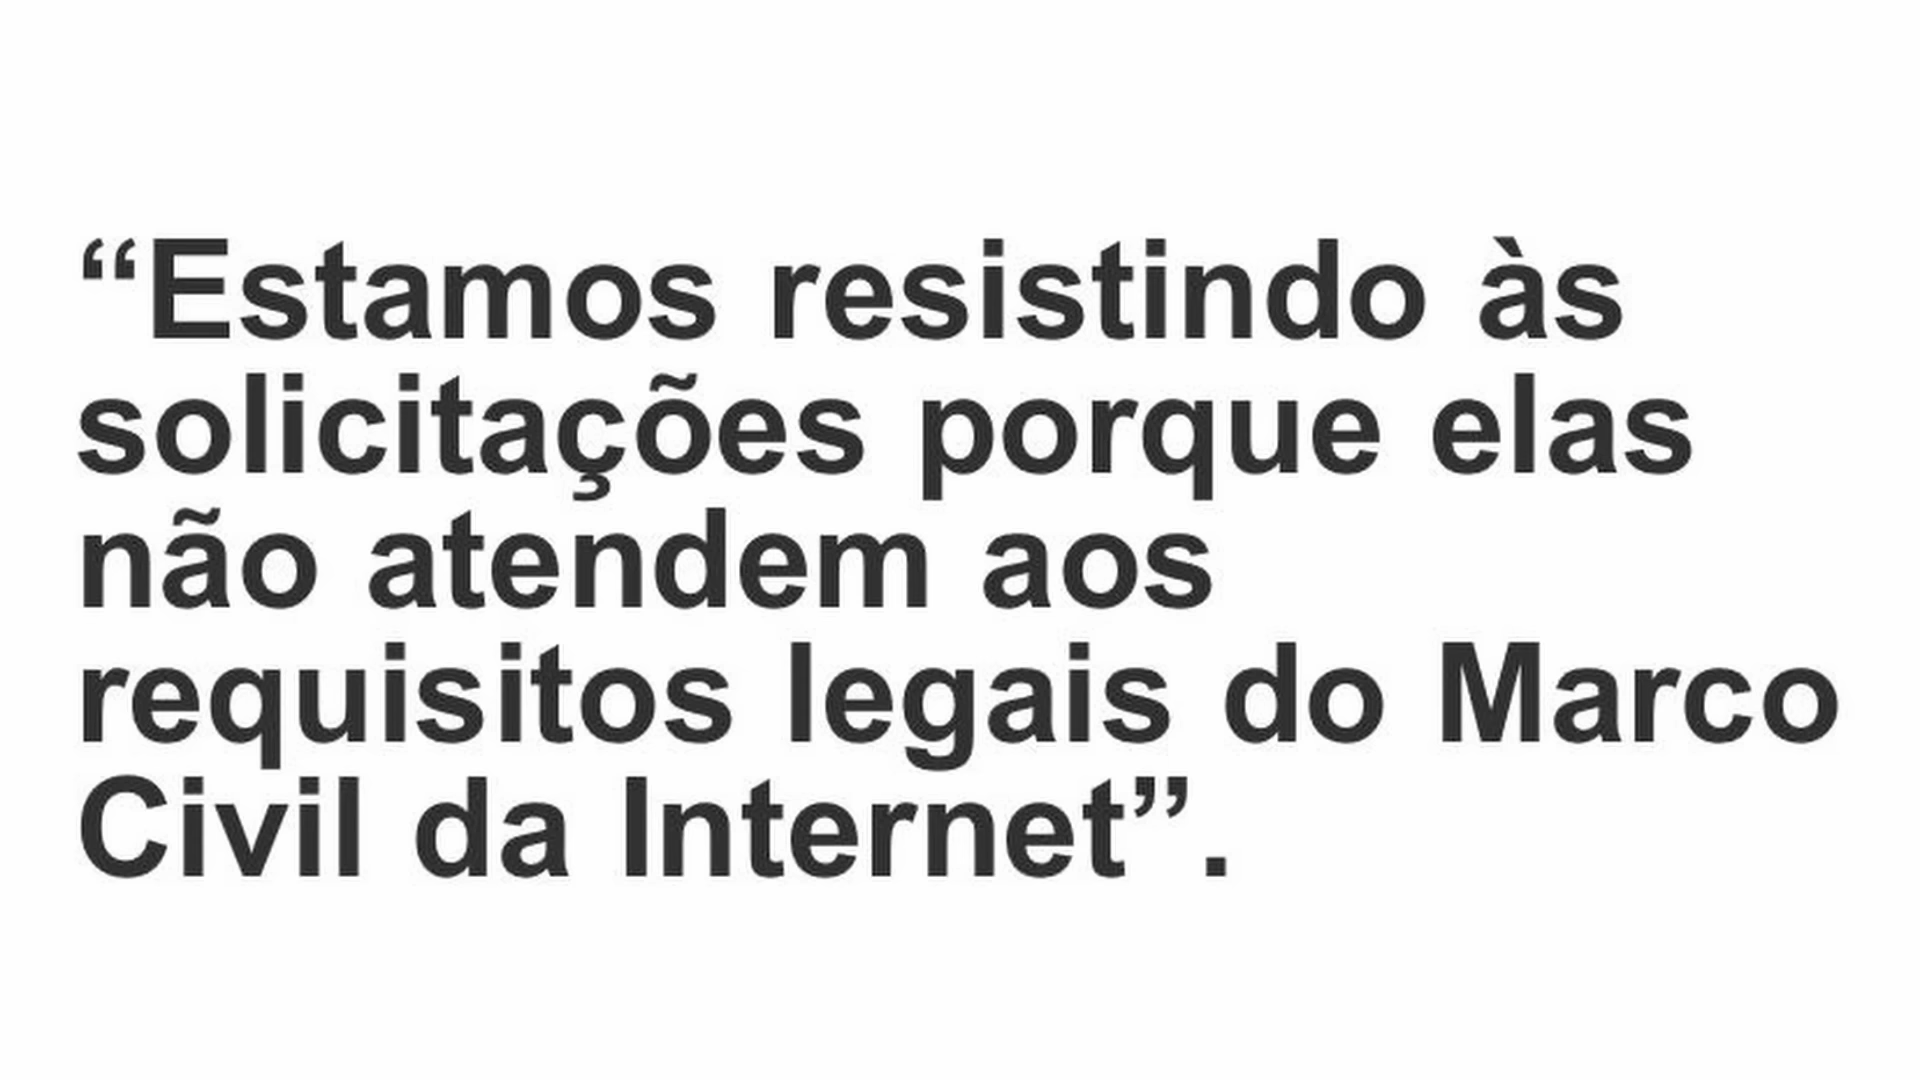 “Estamos resistindo às
solicitações porque elas
não atendem aos
requisitos legais do Marco
Civil da Internet”.